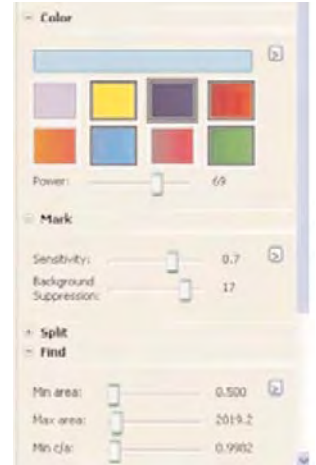 Color
Power: 69
Mark
Sensitivity: 0.7
Background
Suppression: 17
Split
Find
Min area: 0.500
Max area: 2019.2
Min c/a: 0.9902